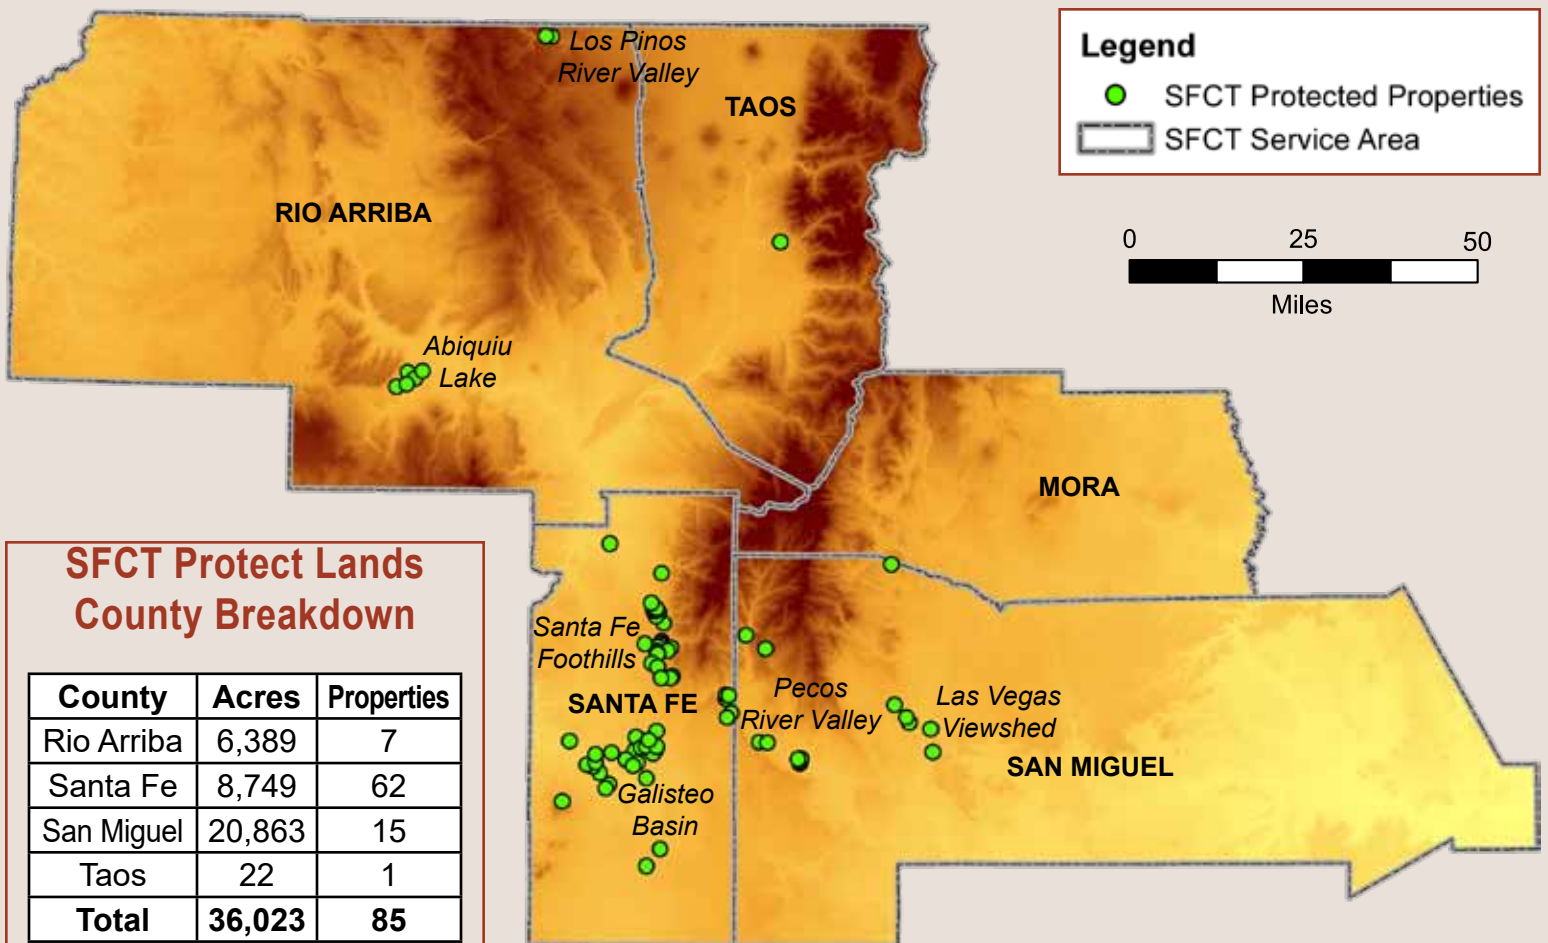 Los Pinos
River Valley
TAOS
RIO ARRIBA
Abiquiu
Lake
MORA
Santa Fe
Foothills
SANTA FE
Pecos
River Valley
Las Vegas
Viewshed
SAN MIGUEL
Galisteo
Basin
Legend
SFCT Protected Properties
SFCT Service Area
0 25 50
Miles
SFCT Protect Lands
County Breakdown
County Acres Properties
Rio Arriba 6,389 7
Santa Fe 8,749 62
San Miguel 20,863 15
Taos 22 1
Total 36,023 85